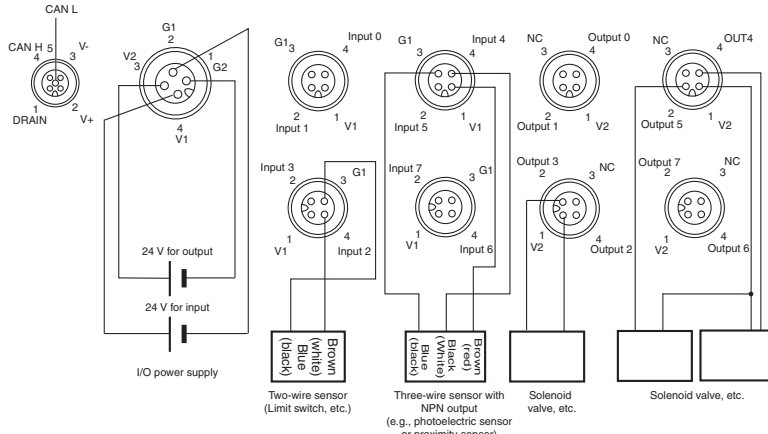 CAN L
CAN H
5
V-
4
3
1
2
DRAIN
V+
G1
2
V2
3
1
G2
4
V1
24 V for output
24 V for input
I/O power supply
G1
3
Input 0
4
2
Input 1
1
V1
Input 3
2
3
G1
1
V1
4
Input 2
Brown
(white)
Blue
(black)
Two-wire sensor
(Limit switch, etc.)
G1
3
Input 4
4
2
Input 5
1
V1
Input 7
2
3
G1
1
V1
4
Input 6
Brown
(red)
Black
(White)
Blue
(black)
Three-wire sensor with
NPN output
(e.g., photoelectric sensor
or proximity sensor)
NC
3
Output 0
4
2
Output 1
1
V2
Output 3
2
NC
3
1
V2
4
Output 2
Solenoid
valve, etc.
NC
3
OUT4
4
2
Output 5
1
V2
Output 7
2
NC
3
1
V2
4
Output 6
Solenoid valve, etc.